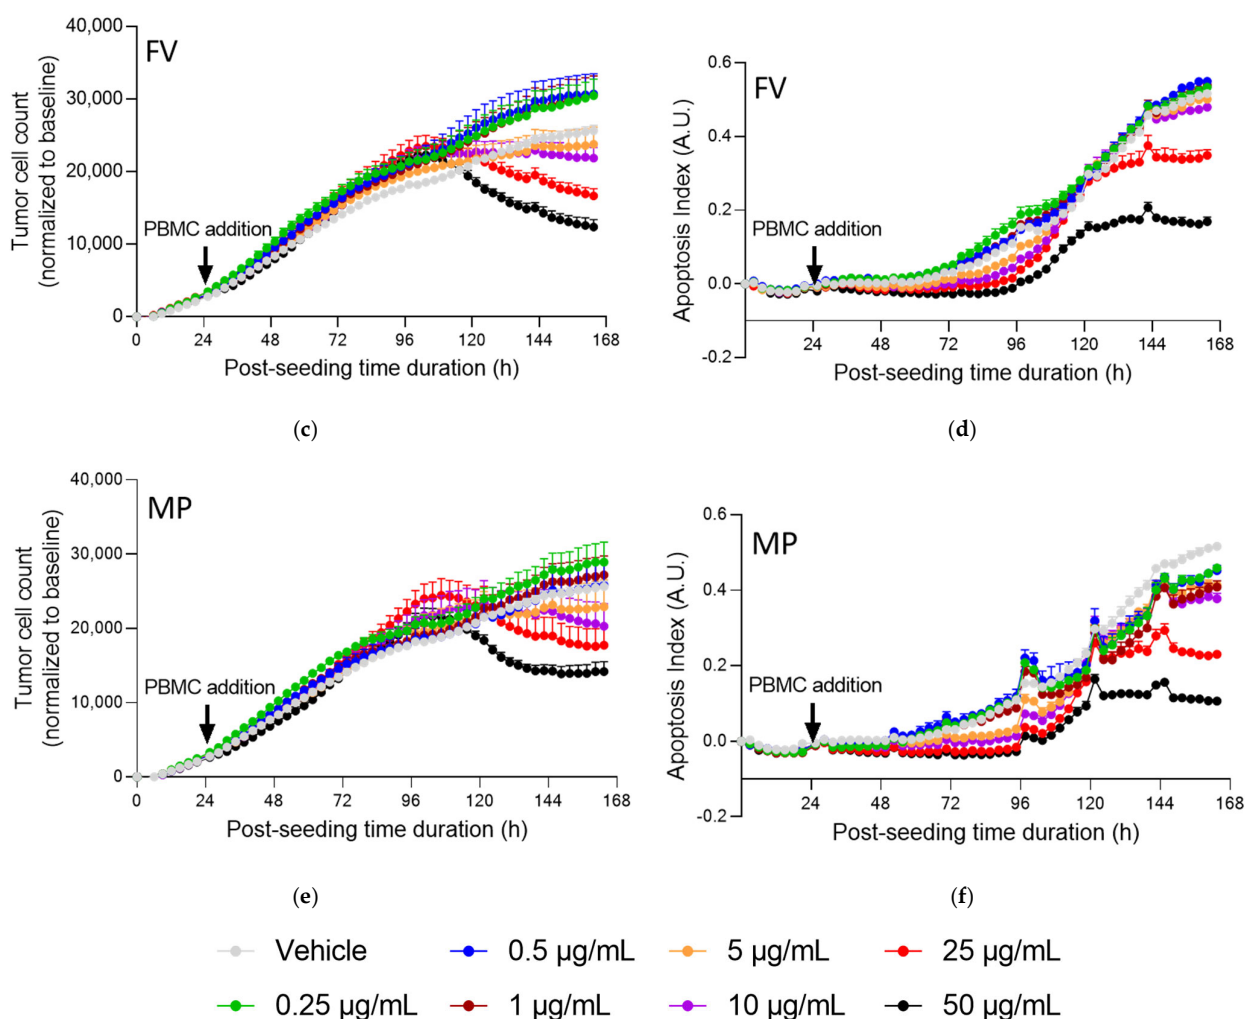 Tumor cell count
(normalized to baseline)
40,000
30,000
20,000
10,000
0
FV
PBMC addition
0 24 48 72 96 120 144 168
Post-seeding time duration (h)
(c)
Apoptosis Index (A.U.)
0.6
0.4
0.2
0.0
-0.2
FV
PBMC addition
24 48 72 96 120 144 168
Post-seeding time duration (h)
(d)
Tumor cell count
(normalized to baseline)
40,000
30,000
20,000
10,000
0
MP
PBMC addition
0 24 48 72 96 120 144 168
Post-seeding time duration (h)
(e)
Apoptosis Index (A.U.)
0.6
0.4
0.2
0.0
-0.2
MP
PBMC addition
24 48 72 96 120 144 168
Post-seeding time duration (h)
(f)
Vehicle 0.5 µg/mL 5 µg/mL 25 µg/mL
0.25 µg/mL 1 µg/mL 10 µg/mL 50 µg/mL